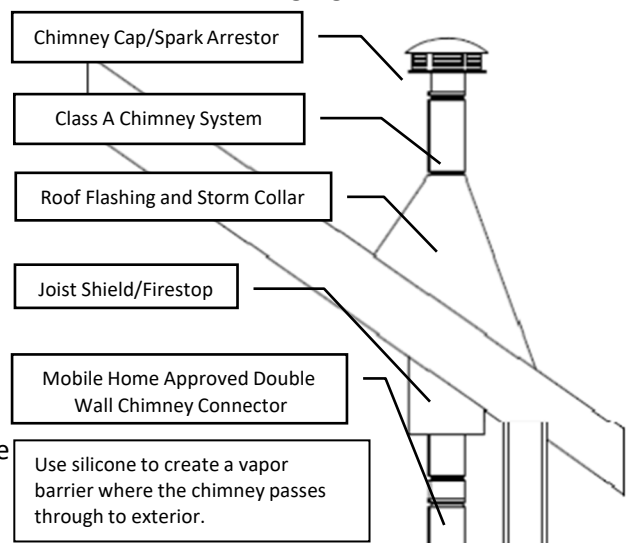 Chimney Cap/Spark Arrestor
Class A Chimney System
Roof Flashing and Storm Collar
Joist Shield/Firestop
Mobile Home Approved Double
Wall Chimney Connector
e
Use silicone to create a vapor
barrier where the chimney passes
through to exterior.